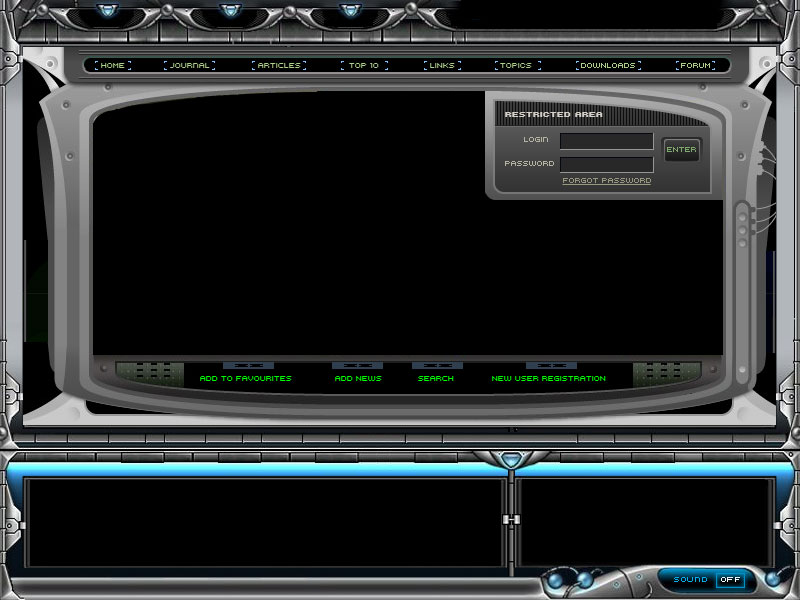 HOME JOURNAL ARTICLES TOP 10 LINKS TOPICS DOWNLOADS FORUM
RESTRICTED AREA
LOGIN
ENTER
PASSWORD
FORGOT PASSWORD
ADD TO FAVOURITES ADD NEWS SEARCH NEW USER REGISTRATION
SOUND OFF